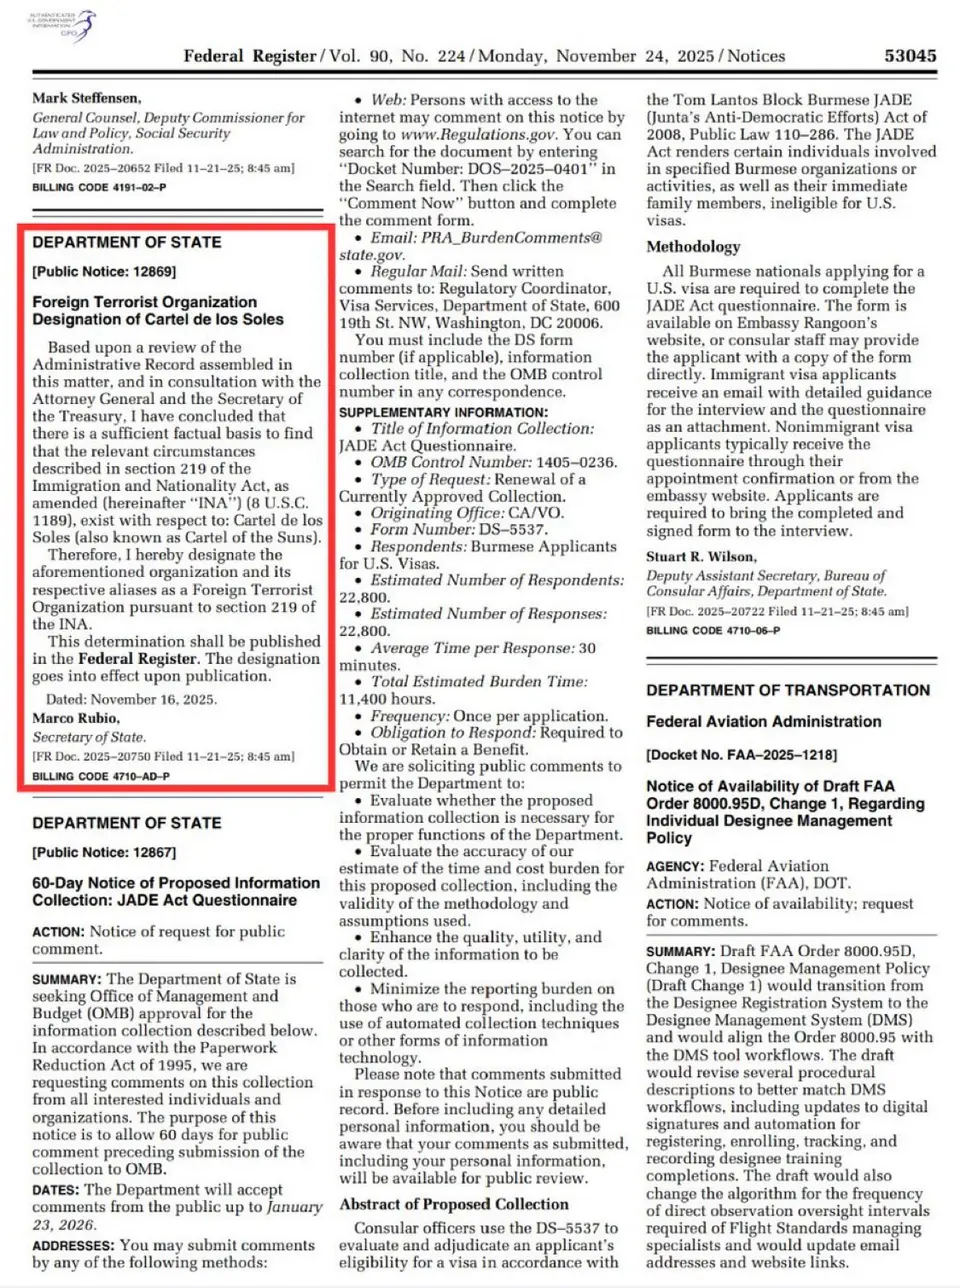 AUTHENTICATED
U.S. GOVERNMENT
INFORMATION
GPO
Federal Register / Vol. 90, No. 224 / Monday, November 24, 2025 / Notices 53045
Mark Steffensen,
General Counsel, Deputy Commissioner for
Law and Policy, Social Security
Administration.
[FR Doc. 2025–20652 Filed 11–21–25; 8:45 am]
BILLING CODE 4191–02–P
DEPARTMENT OF STATE
[Public Notice: 12869]
Foreign Terrorist Organization
Designation of Cartel de los Soles
Based upon a review of the
Administrative Record assembled in
this matter, and in consultation with the
Attorney General and the Secretary of
the Treasury, I have concluded that
there is a sufficient factual basis to find
that the relevant circumstances
described in section 219 of the
Immigration and Nationality Act, as
amended (hereinafter “INA”) (8 U.S.C.
1189), exist with respect to: Cartel de los
Soles (also known as Cartel of the Suns).
Therefore, I hereby designate the
aforementioned organization and its
respective aliases as a Foreign Terrorist
Organization pursuant to section 219 of
the INA.
This determination shall be published
in the Federal Register. The designation
goes into effect upon publication.
Dated: November 16, 2025.
Marco Rubio,
Secretary of State.
[FR Doc. 2025–20750 Filed 11–21–25; 8:45 am]
BILLING CODE 4710–AD–P
DEPARTMENT OF STATE
[Public Notice: 12867]
60-Day Notice of Proposed Information
Collection: JADE Act Questionnaire
ACTION: Notice of request for public
comment.
SUMMARY: The Department of State is
seeking Office of Management and
Budget (OMB) approval for the
information collection described below.
In accordance with the Paperwork
Reduction Act of 1995, we are
requesting comments on this collection
from all interested individuals and
organizations. The purpose of this
notice is to allow 60 days for public
comment preceding submission of the
collection to OMB.
DATES: The Department will accept
comments from the public up to January
23, 2026.
ADDRESSES: You may submit comments
by any of the following methods:
• Web: Persons with access to the
internet may comment on this notice by
going to www.Regulations.gov. You can
search for the document by entering
“Docket Number: DOS–2025–0401” in
the Search field. Then click the
“Comment Now” button and complete
the comment form.
• Email: PRA_BurdenComments@
state.gov.
• Regular Mail: Send written
comments to: Regulatory Coordinator,
Visa Services, Department of State, 600
19th St. NW, Washington, DC 20006.
You must include the DS form
number (if applicable), information
collection title, and the OMB control
number in any correspondence.
SUPPLEMENTARY INFORMATION:
• Title of Information Collection:
JADE Act Questionnaire.
• OMB Control Number: 1405–0236.
• Type of Request: Renewal of a
Currently Approved Collection.
• Originating Office: CA/VO.
• Form Number: DS–5537.
• Respondents: Burmese Applicants
for U.S. Visas.
• Estimated Number of Respondents:
22,800.
• Estimated Number of Responses:
22,800.
• Average Time per Response: 30
minutes.
• Total Estimated Burden Time:
11,400 hours.
• Frequency: Once per application.
• Obligation to Respond: Required to
Obtain or Retain a Benefit.
We are soliciting public comments to
permit the Department to:
• Evaluate whether the proposed
information collection is necessary for
the proper functions of the Department.
• Evaluate the accuracy of our
estimate of the time and cost burden for
this proposed collection, including the
validity of the methodology and
assumptions used.
• Enhance the quality, utility, and
clarity of the information to be
collected.
• Minimize the reporting burden on
those who are to respond, including the
use of automated collection techniques
or other forms of information
technology.
Please note that comments submitted
in response to this Notice are public
record. Before including any detailed
personal information, you should be
aware that your comments as submitted,
including your personal information,
will be available for public review.
Abstract of Proposed Collection
Consular officers use the DS–5537 to
evaluate and adjudicate an applicant’s
eligibility for a visa in accordance with
the Tom Lantos Block Burmese JADE
(Junta’s Anti-Democratic Efforts) Act of
2008, Public Law 110–286. The JADE
Act renders certain individuals involved
in specified Burmese organizations or
activities, as well as their immediate
family members, ineligible for U.S.
visas.
Methodology
All Burmese nationals applying for a
U.S. visa are required to complete the
JADE Act questionnaire. The form is
available on Embassy Rangoon’s
website, or consular staff may provide
the applicant with a copy of the form
directly. Immigrant visa applicants
receive an email with detailed guidance
for the interview and the questionnaire
as an attachment. Nonimmigrant visa
applicants typically receive the
questionnaire through their
appointment confirmation or from the
embassy website. Applicants are
required to bring the completed and
signed form to the interview.
Stuart R. Wilson,
Deputy Assistant Secretary, Bureau of
Consular Affairs, Department of State.
[FR Doc. 2025–20722 Filed 11–21–25; 8:45 am]
BILLING CODE 4710–06–P
DEPARTMENT OF TRANSPORTATION
Federal Aviation Administration
[Docket No. FAA–2025–1218]
Notice of Availability of Draft FAA
Order 8000.95D, Change 1, Regarding
Individual Designee Management
Policy
AGENCY: Federal Aviation
Administration (FAA), DOT.
ACTION: Notice of availability; request
for comments.
SUMMARY: Draft FAA Order 8000.95D,
Change 1, Designee Management Policy
(Draft Change 1) would transition from
the Designee Registration System to the
Designee Management System (DMS)
and would align the Order 8000.95 with
the DMS tool workflows. The draft
would revise several procedural
descriptions to better match DMS
workflows, including updates to digital
signatures and automation for
registering, enrolling, tracking, and
recording designee training
completions. The draft would also
change the algorithm for the frequency
of direct observation oversight intervals
required of Flight Standards managing
specialists and would update email
addresses and website links.